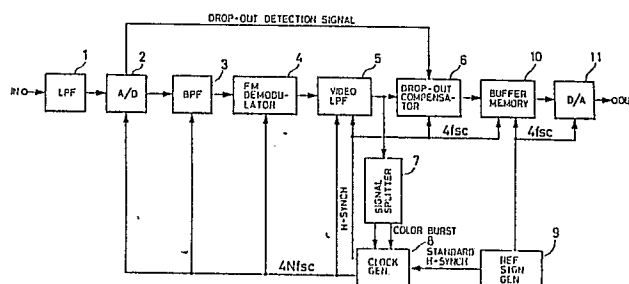 DROP-OUT DETECTION SIGNAL
1
2
3
4
5
6
10
11
IN
LPF
A/D
BPF
FM DEMODU-
LATOR
VIDEO
LPF
DROP-OUT
COMPENSA-
TOR
BUFFER
MEMORY
D/A
OUT
4fsc
4fsc
7
SIGNAL
SPLITTER
H-SYNCH
COLOR BURST
8
STANDARD
H-SYNCH
9
4Nfsc
CLOCK
GEN.
REF
SIGN
GEN